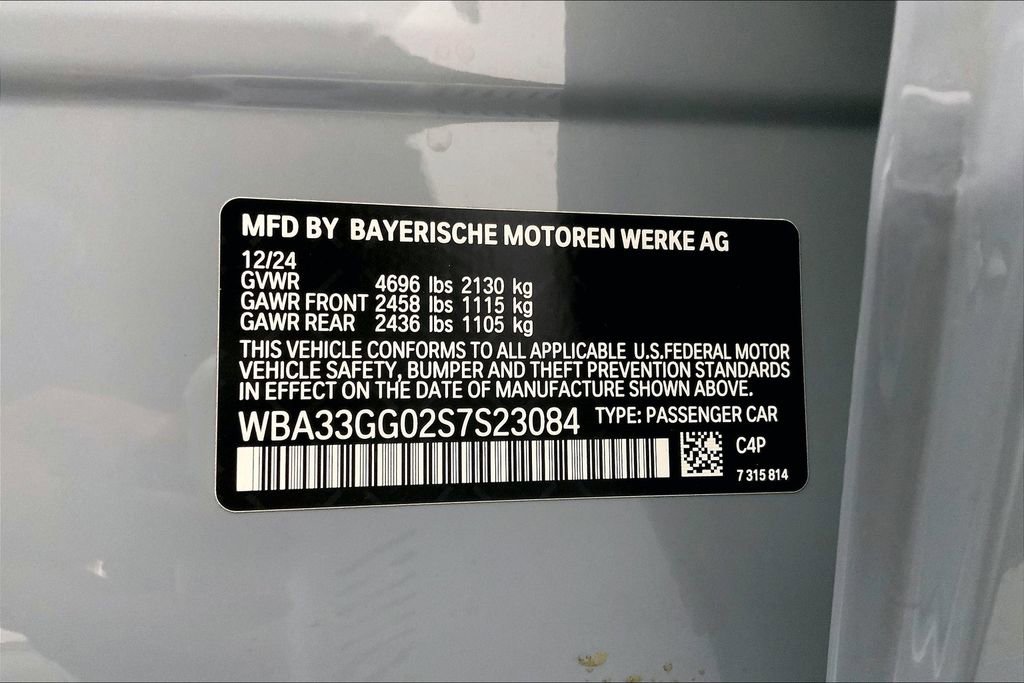 MFD BY BAYERISCHE MOTOREN WERKE AG
12/24
GVWR 4696 lbs 2130 kg
GAWR FRONT 2458 lbs 1115 kg
GAWR REAR 2436 lbs 1105 kg
THIS VEHICLE CONFORMS TO ALL APPLICABLE U.S.FEDERAL MOTOR
VEHICLE SAFETY, BUMPER AND THEFT PREVENTION STANDARDS
IN EFFECT ON THE DATE OF MANUFACTURE SHOWN ABOVE.
WBA33GG02S7S23084 TYPE: PASSENGER CAR
C4P
7 315 814